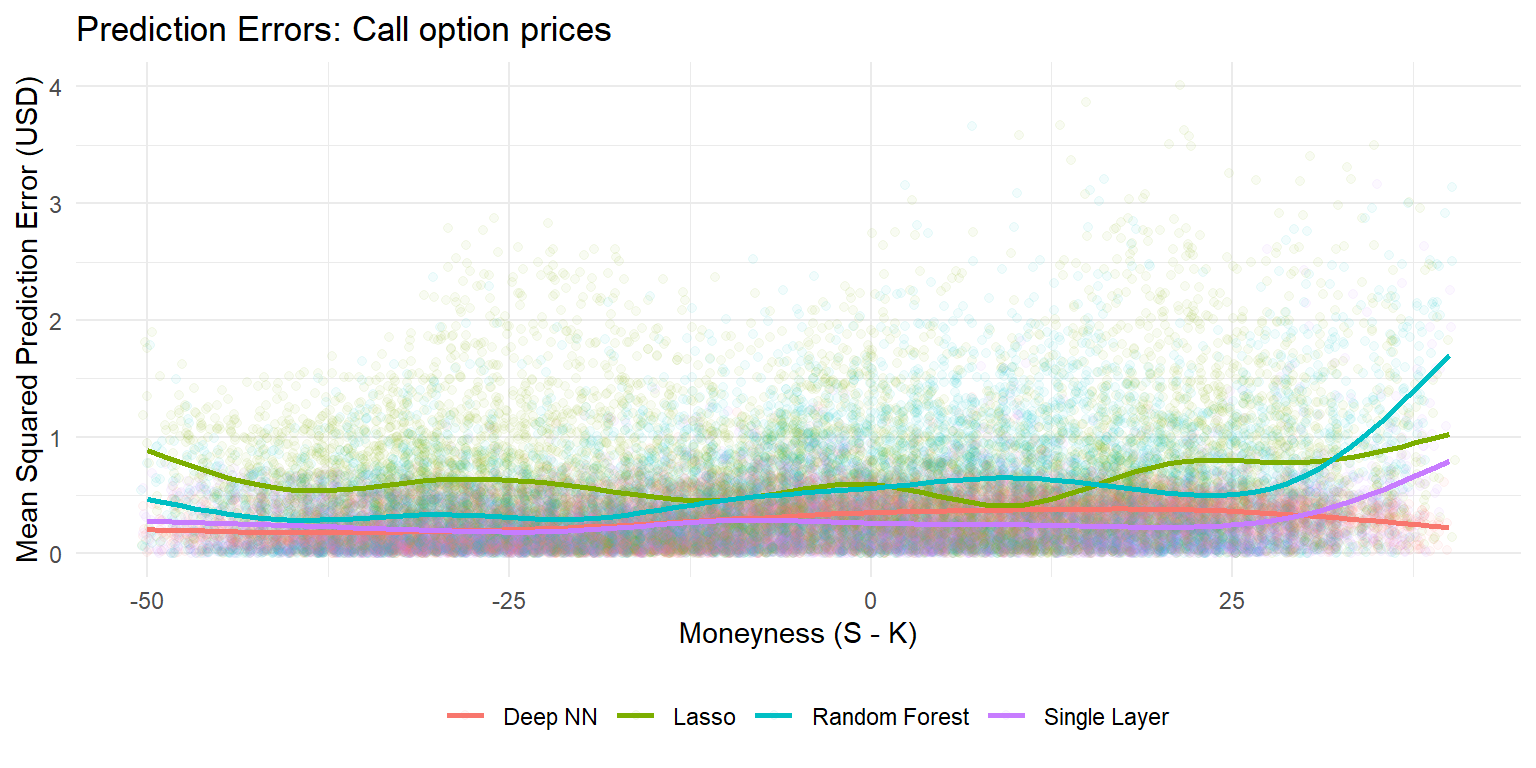 Prediction Errors: Call option prices
Mean Squared Prediction Error (USD)
4
3
2
1
0
-50 -25 0 25
Moneyness (S - K)
Deep NN Lasso Random Forest Single Layer